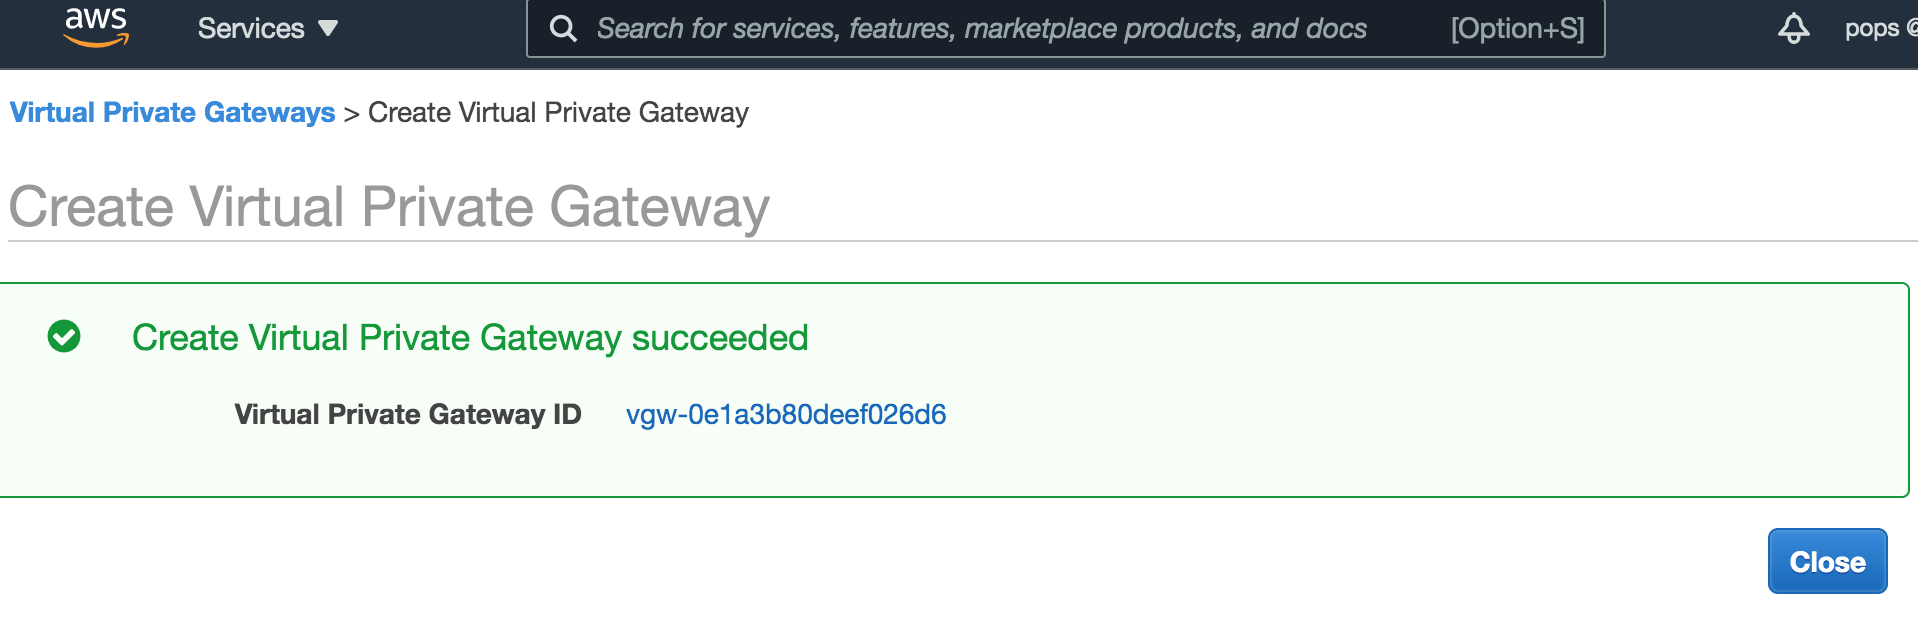 aws Services Search for services, features, marketplace products, and docs [Option+S] pops @
Virtual Private Gateways > Create Virtual Private Gateway
Create Virtual Private Gateway
Create Virtual Private Gateway succeeded
Virtual Private Gateway ID vgw-0e1a3b80deef026d6
Close